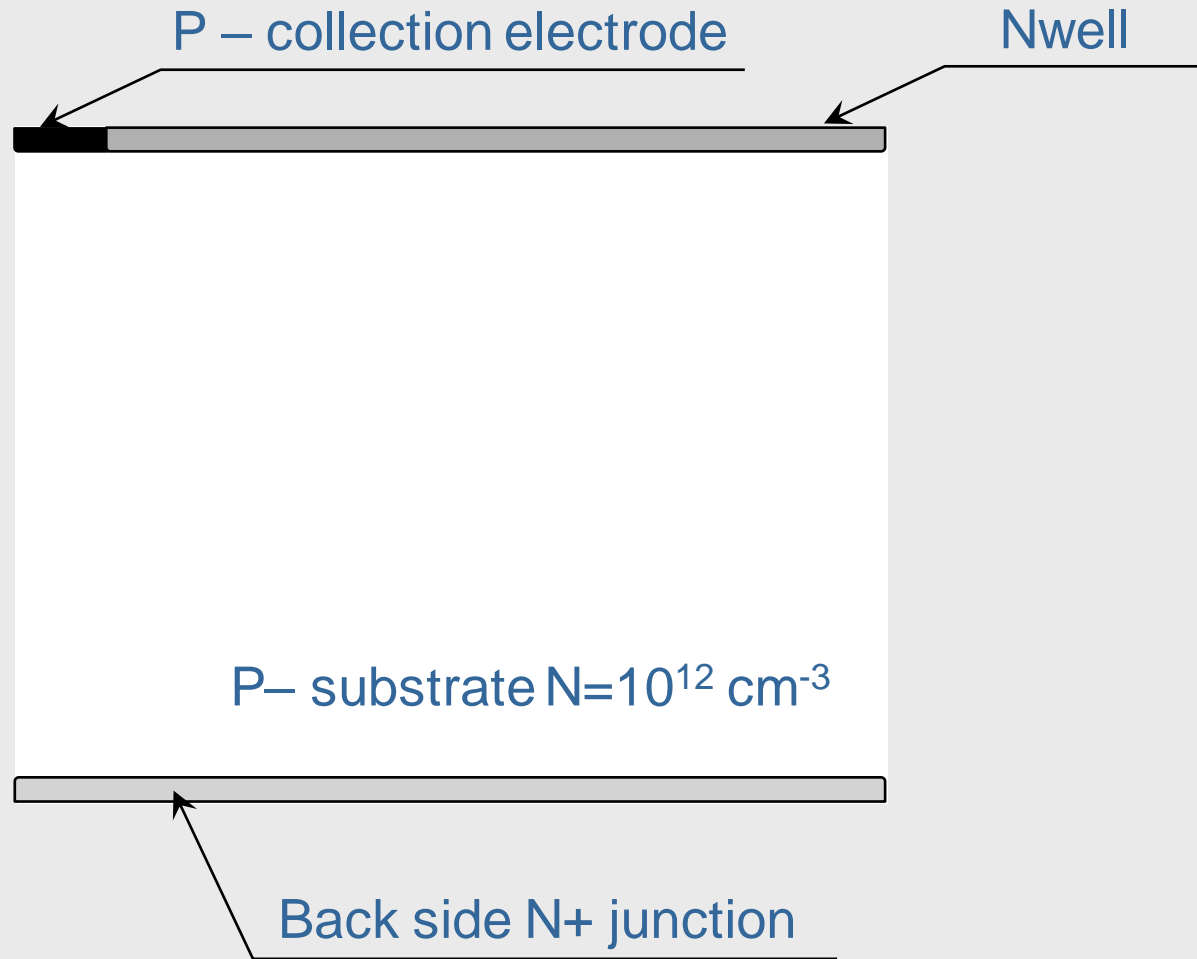 P – collection electrode
Nwell
P– substrate N=10¹² cm⁻³
Back side N+ junction